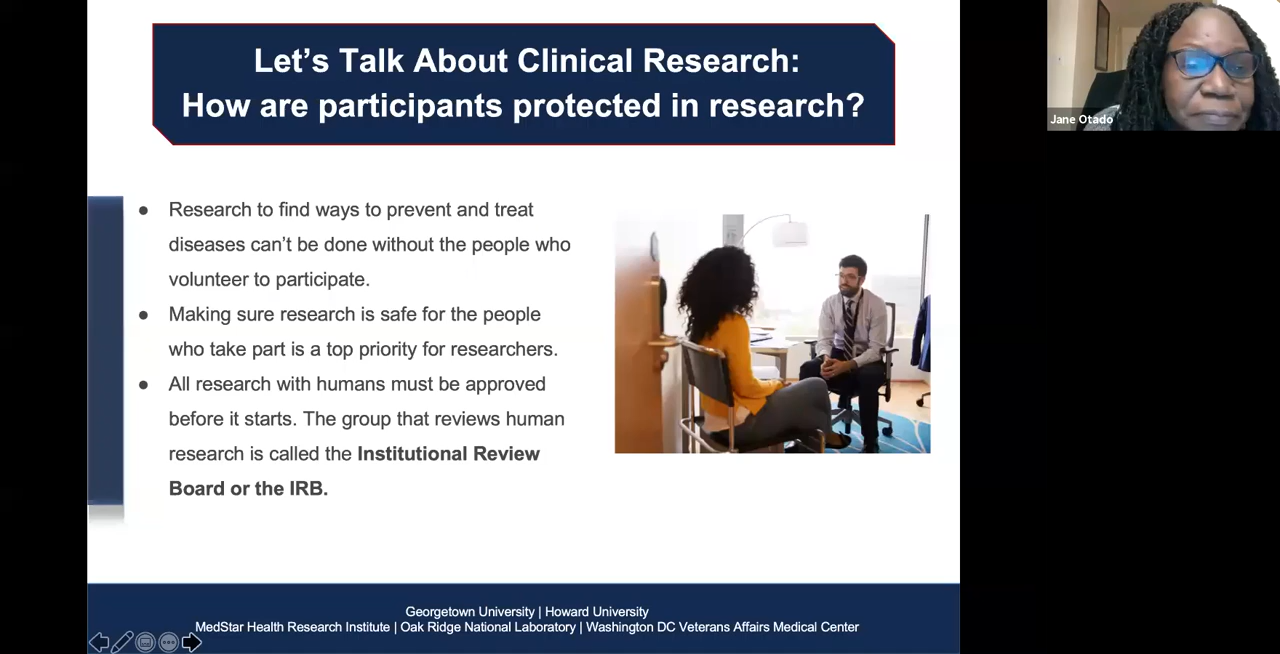 Let's Talk About Clinical Research:
How are participants protected in research?
Jane Otado
● Research to find ways to prevent and treat
diseases can't be done without the people who
volunteer to participate.
● Making sure research is safe for the people
who take part is a top priority for researchers.
● All research with humans must be approved
before it starts. The group that reviews human
research is called the Institutional Review
Board or the IRB.
Georgetown University | Howard University
MedStar Health Research Institute | Oak Ridge National Laboratory | Washington DC Veterans Affairs Medical Center